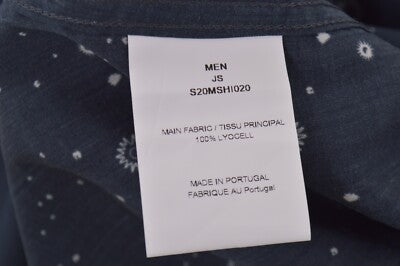 MEN
JS
S20MSHI020
MAIN FABRIC / TISSU PRINCIPAL
100% LYOCELL
MADE IN PORTUGAL
FABRIQUE AU Portugal